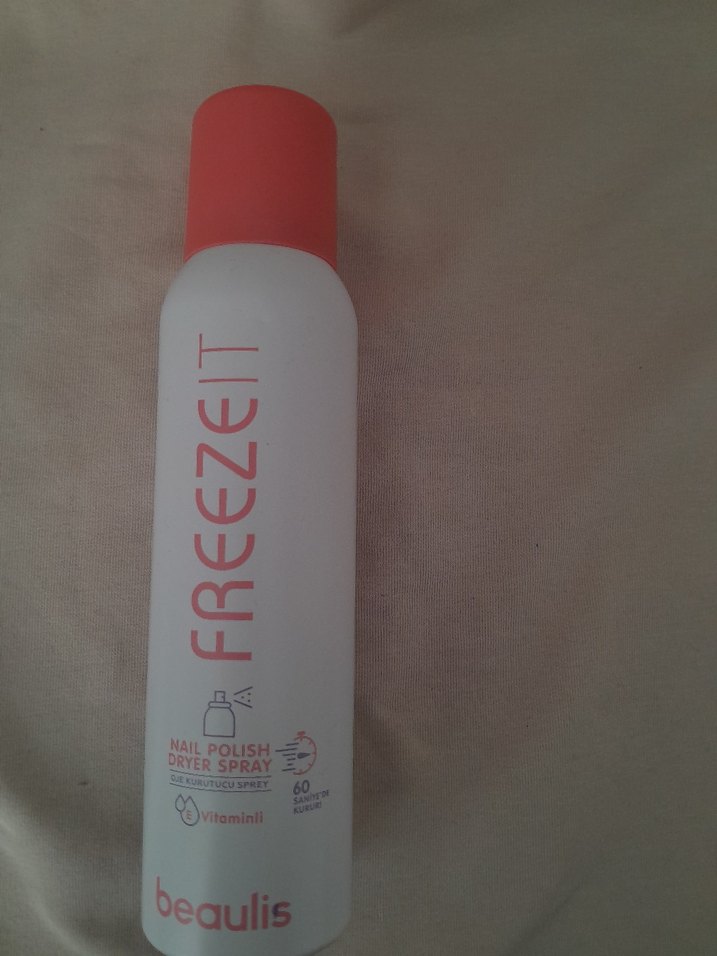 FREEZEIT
NAIL POLISH
DRYER SPRAY
OJE KURUTUCU SPREY
60
SANİYE'DE
KURUR!
E Vitaminli
beaulis